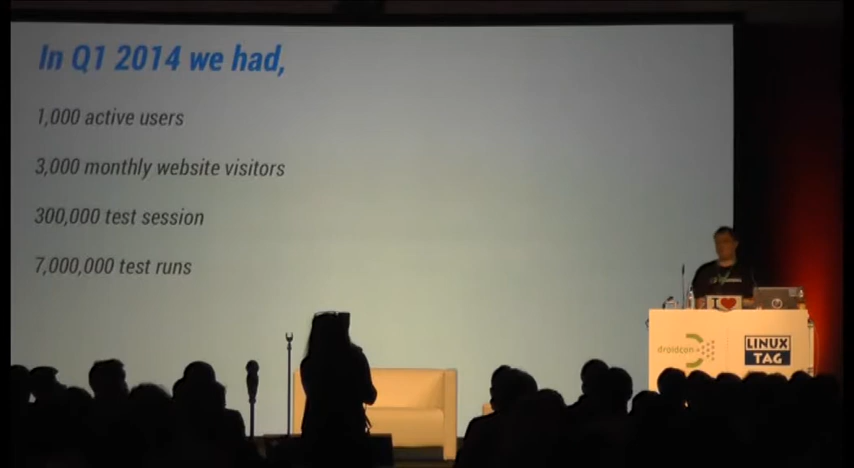 In Q1 2014 we had,
1,000 active users
3,000 monthly website visitors
300,000 test session
7,000,000 test runs
I
droidcon
LINUX
TAG